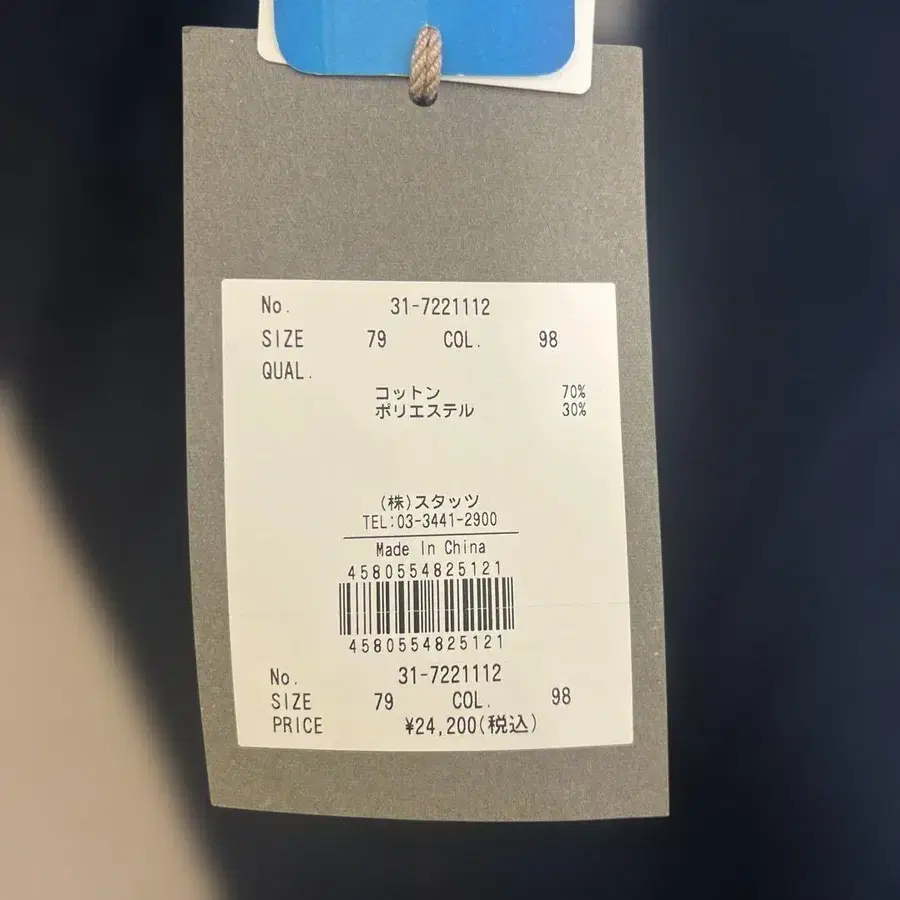 No. 31-7221112
SIZE 79 COL. 98
QUAL.
コットン 70%
ポリエステル 30%
(株)スタッツ
TEL:03-3441-2900
Made In China
4580554825121
4580554825121
No. 31-7221112
SIZE 79 COL. 98
PRICE ¥24,200(税込)